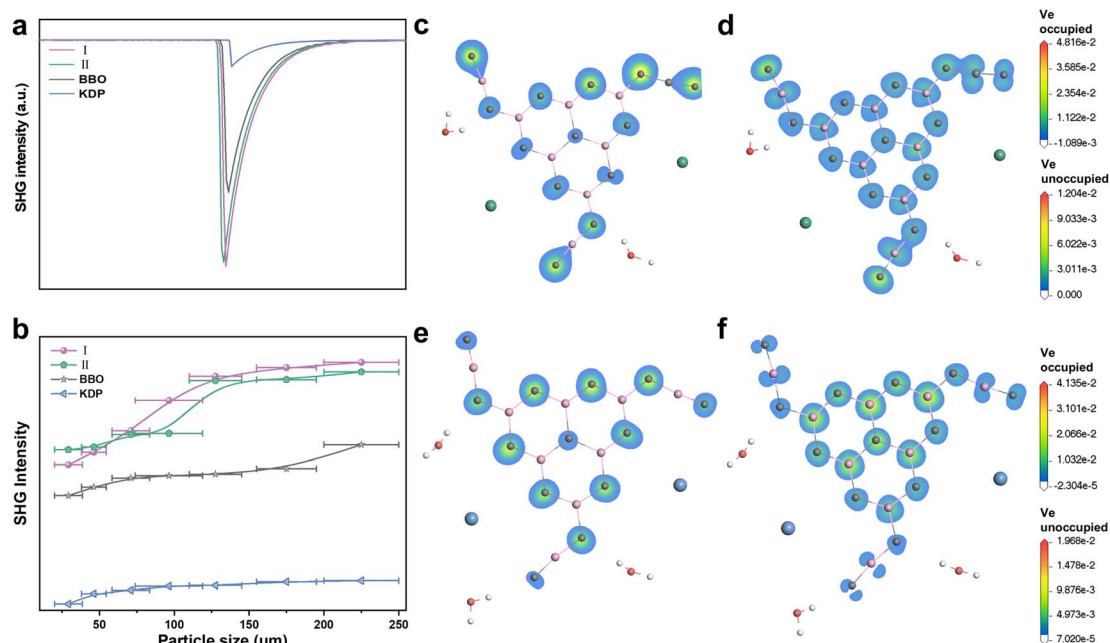 a
I
II
BBO
KDP
SHG intensity (a.u.)
c
d
Ve
occupied
4.816e-2
3.585e-2
2.354e-2
1.122e-2
-1.089e-3
Ve
unoccupied
1.204e-2
9.033e-3
6.022e-3
3.011e-3
0.000
b
I
II
BBO
KDP
SHG Intensity
50
100
150
200
250
Particle size (um)
e
f
Ve
occupied
4.135e-2
3.101e-2
2.066e-2
1.032e-2
-2.304e-5
Ve
unoccupied
1.968e-2
1.478e-2
9.876e-3
4.973e-3
7.020e-5